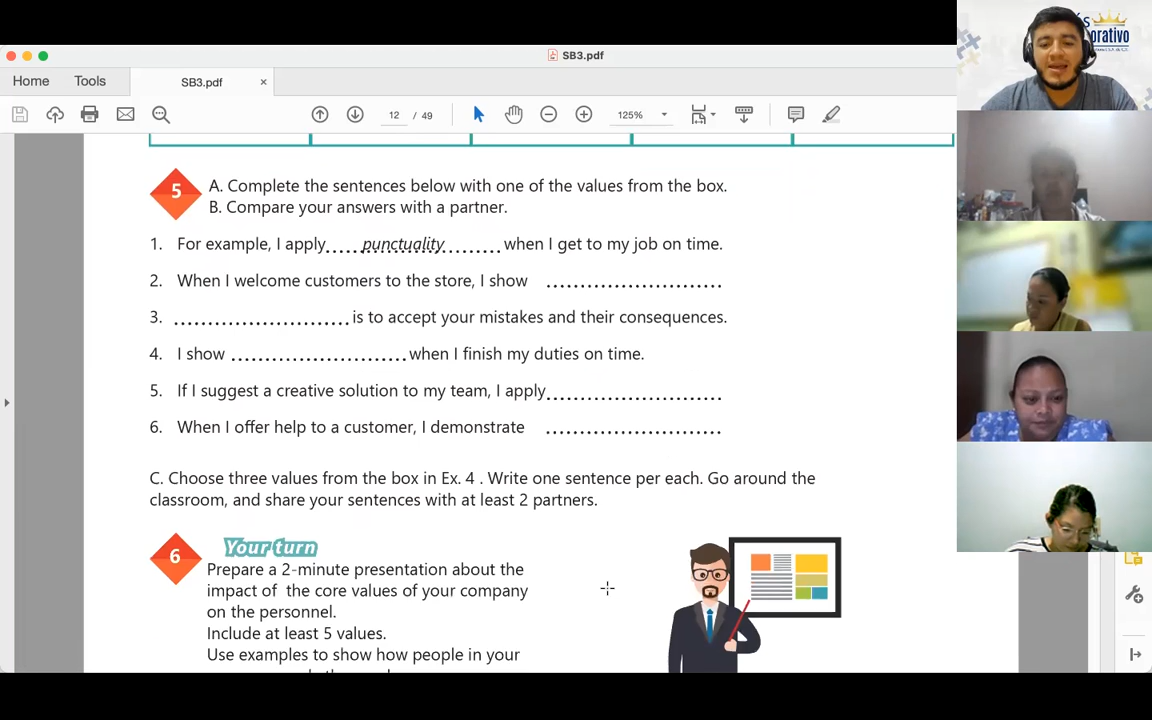 SB3.pdf
Home Tools SB3.pdf ×
12 / 49 125%
5 A. Complete the sentences below with one of the values from the box.
B. Compare your answers with a partner.
1. For example, I apply.....punctuality.........when I get to my job on time.
2. When I welcome customers to the store, I show ..........................
3. ..........................is to accept your mistakes and their consequences.
4. I show ..........................when I finish my duties on time.
5. If I suggest a creative solution to my team, I apply..........................
6. When I offer help to a customer, I demonstrate ..........................
C. Choose three values from the box in Ex. 4 . Write one sentence per each. Go around the
classroom, and share your sentences with at least 2 partners.
6 Your turn
Prepare a 2-minute presentation about the
impact of the core values of your company
on the personnel.
Include at least 5 values.
Use examples to show how people in your